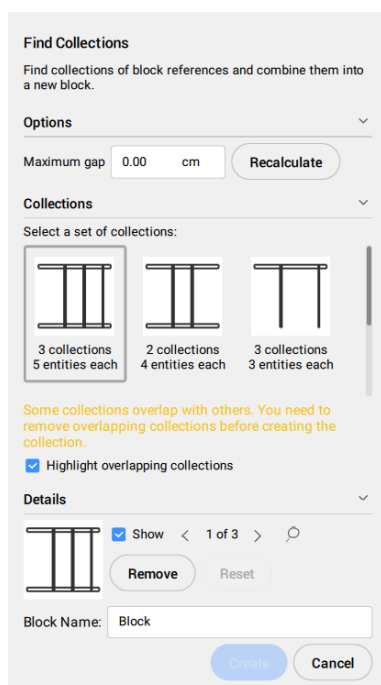 Find Collections
Find collections of block references and combine them into
a new block.
Options
Maximum gap 0.00 cm Recalculate
Collections
Select a set of collections:
3 collections 2 collections 3 collections
5 entities each 4 entities each 3 entities each
Some collections overlap with others. You need to
remove overlapping collections before creating the
collection.
Highlight overlapping collections
Details
Show < 1 of 3 >
Remove Reset
Block Name: Block
Create Cancel